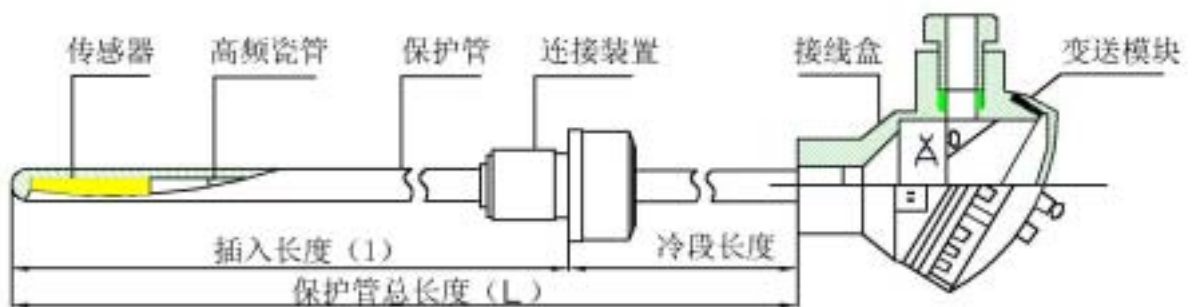 传感器 高频瓷管 保护管 连接装置 接线盒 变送模块
插入长度（1） 冷段长度
保护管总长度（L）